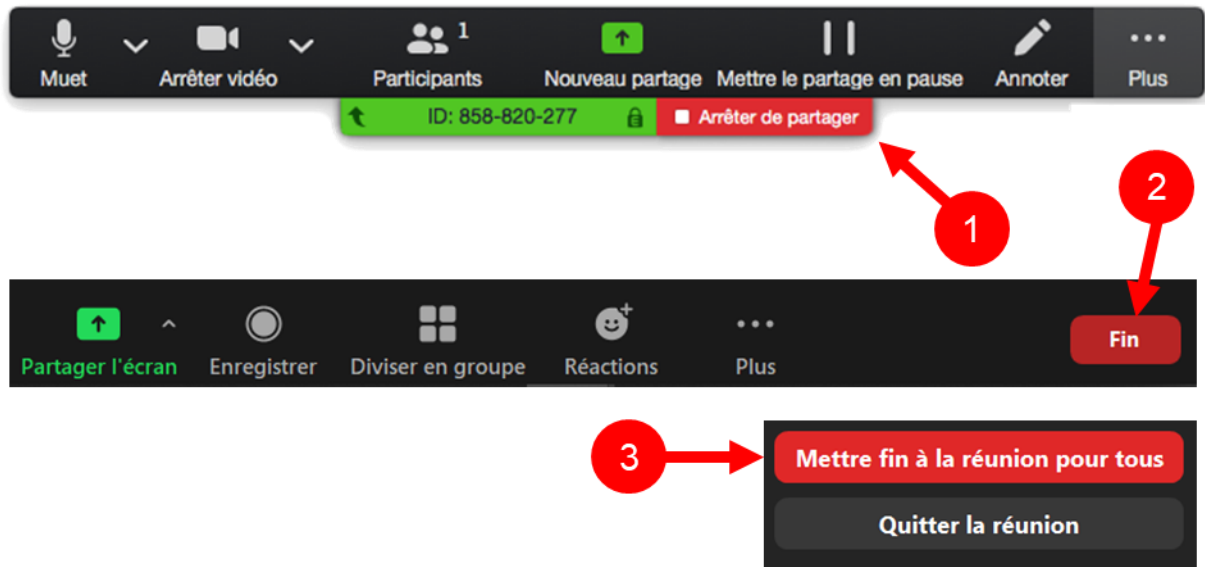 1
Muet Arrêter vidéo Participants Nouveau partage Mettre le partage en pause Annoter Plus
ID: 858-820-277 Arrêter de partager
1
2
Fin
Partager l'écran Enregistrer Diviser en groupe Réactions Plus
3
Mettre fin à la réunion pour tous
Quitter la réunion